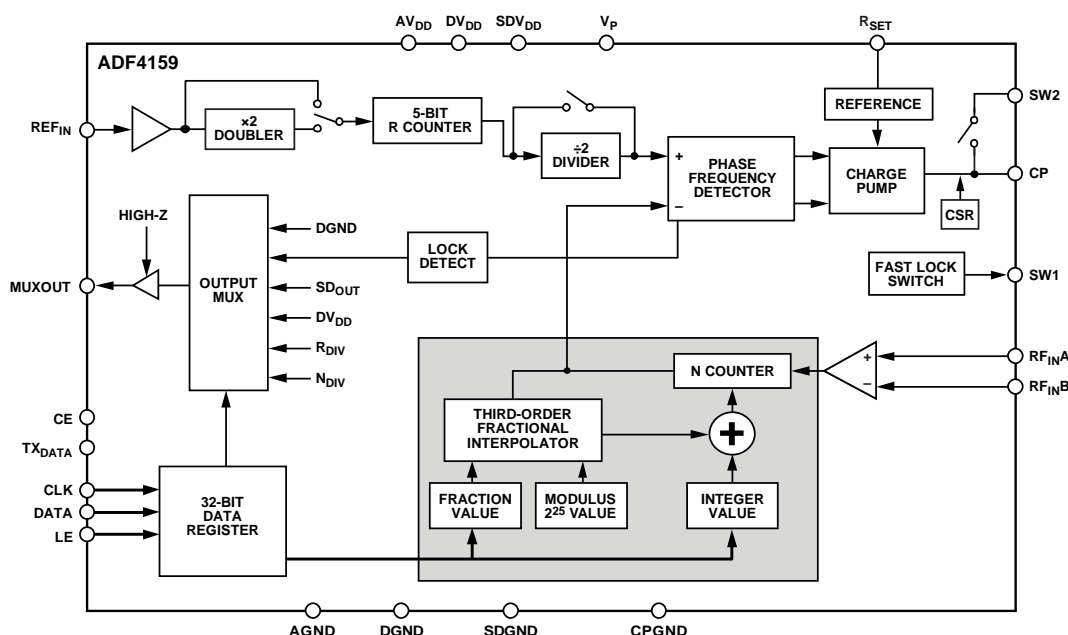 AVDD DVDD SDVDD VP RSET
ADF4159
REFIN
×2
DOUBLER
5-BIT
R COUNTER
÷2
DIVIDER
+
–
PHASE
FREQUENCY
DETECTOR
REFERENCE
CHARGE
PUMP
CSR
SW2
CP
HIGH-Z
MUXOUT
OUTPUT
MUX
DGND
LOCK
DETECT
SDOUT
DVDD
RDIV
NDIV
FAST LOCK
SWITCH
SW1
N COUNTER
+
–
RFINA
RFINB
THIRD-ORDER
FRACTIONAL
INTERPOLATOR
+
CE
TXDATA
CLK
DATA
LE
32-BIT
DATA
REGISTER
FRACTION
VALUE
MODULUS
2²⁵ VALUE
INTEGER
VALUE
AGND DGND SDGND CPGND